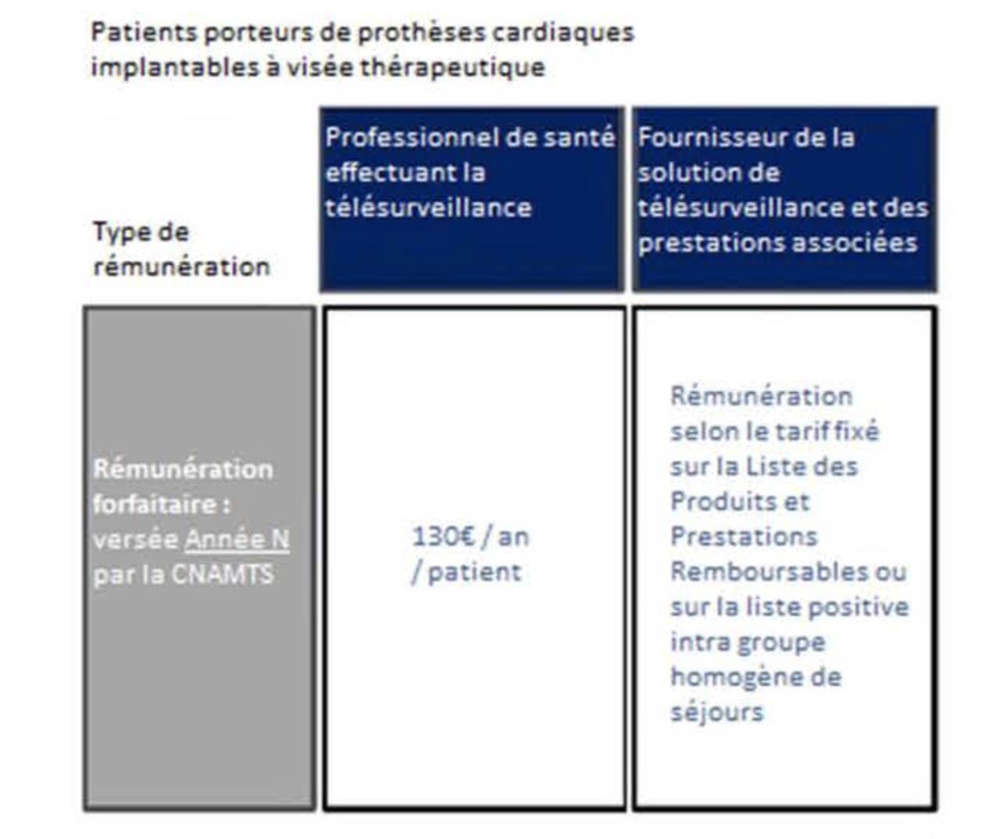 Patients porteurs de prothèses cardiaques
implantables à visée thérapeutique
Type de
rémunération
Professionnel de santé
effectuant la
télésurveillance
Fournisseur de la
solution de
télésurveillance et des
prestations associées
Rémunération
forfaitaire :
versée Année N
par la CNAMTS
130€ / an
/ patient
Rémunération
selon le tarif fixé
sur la Liste des
Produits et
Prestations
Remboursables ou
sur la liste positive
intra groupe
homogène de
séjours